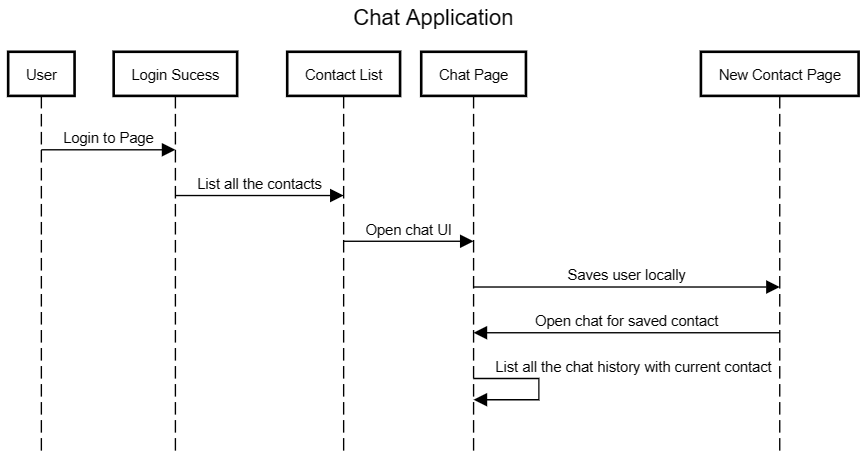 Chat Application
User
Login Sucess
Contact List
Chat Page
New Contact Page
Login to Page
List all the contacts
Open chat UI
Saves user locally
Open chat for saved contact
List all the chat history with current contact